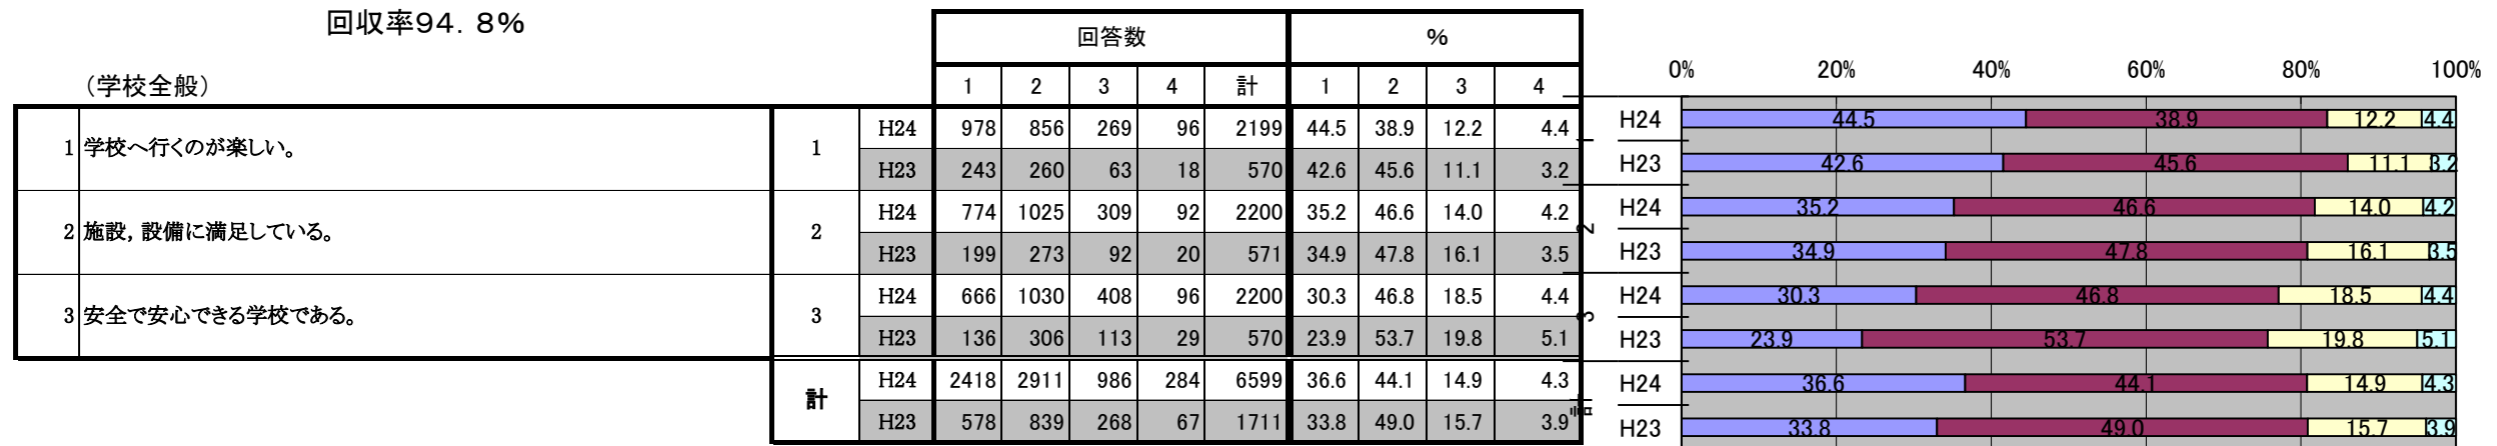 回収率94．8%
回答数 %
（学校全般） 1 2 3 4 計 1 2 3 4
1 学校へ行くのが楽しい。 1 H24 978 856 269 96 2199 44.5 38.9 12.2 4.4
H23 243 260 63 18 570 42.6 45.6 11.1 3.2
2 施設，設備に満足している。 2 H24 774 1025 309 92 2200 35.2 46.6 14.0 4.2
H23 199 273 92 20 571 34.9 47.8 16.1 3.5
3 安全で安心できる学校である。 3 H24 666 1030 408 96 2200 30.3 46.8 18.5 4.4
H23 136 306 113 29 570 23.9 53.7 19.8 5.1
計 H24 2418 2911 986 284 6599 36.6 44.1 14.9 4.3
H23 578 839 268 67 1711 33.8 49.0 15.7 3.9
0% 20% 40% 60% 80% 100%
1 H24 44.5 38.9 12.2 4.4
H23 42.6 45.6 11.1 3.2
2 H24 35.2 46.6 14.0 4.2
H23 34.9 47.8 16.1 3.5
3 H24 30.3 46.8 18.5 4.4
H23 23.9 53.7 19.8 5.1
計 H24 36.6 44.1 14.9 4.3
H23 33.8 49.0 15.7 3.9